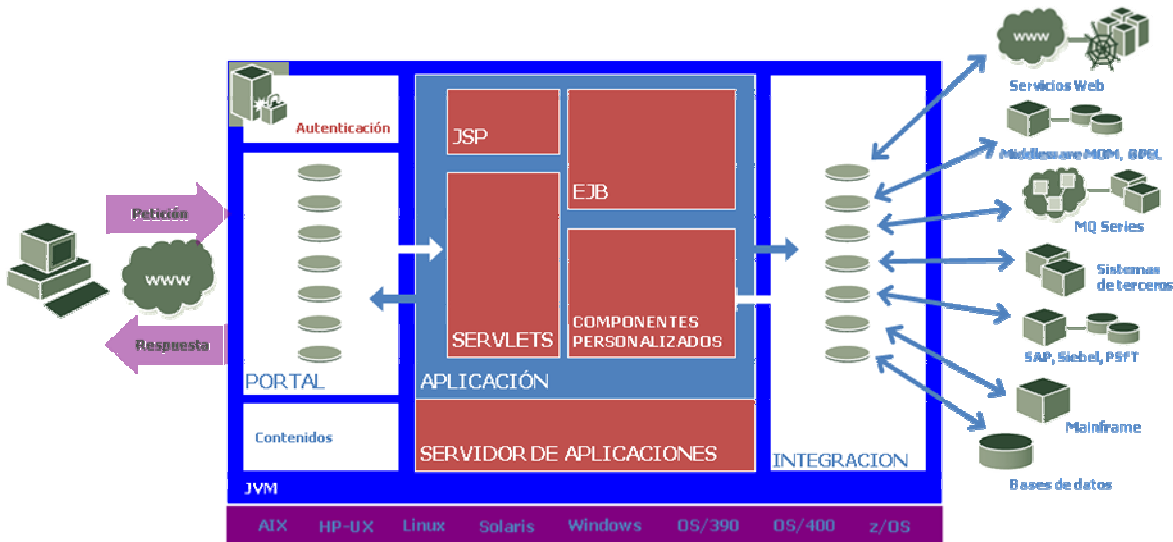 www
Servicios Web
Autenticación
JSP
EJB
Middleware MOM, BPEL
Petición
MQ Series
www
Sistemas
de terceros
Respuesta
SERVLETS
COMPONENTES
PERSONALIZADOS
SAP, Siebel, PSfT
PORTAL
APLICACIÓN
Contenidos
SERVIDOR DE APLICACIONES
INTEGRACION
Mainframe
Bases de datos
JVM
AIX HP-UX Linux Solaris Windows OS/390 OS/400 z/OS